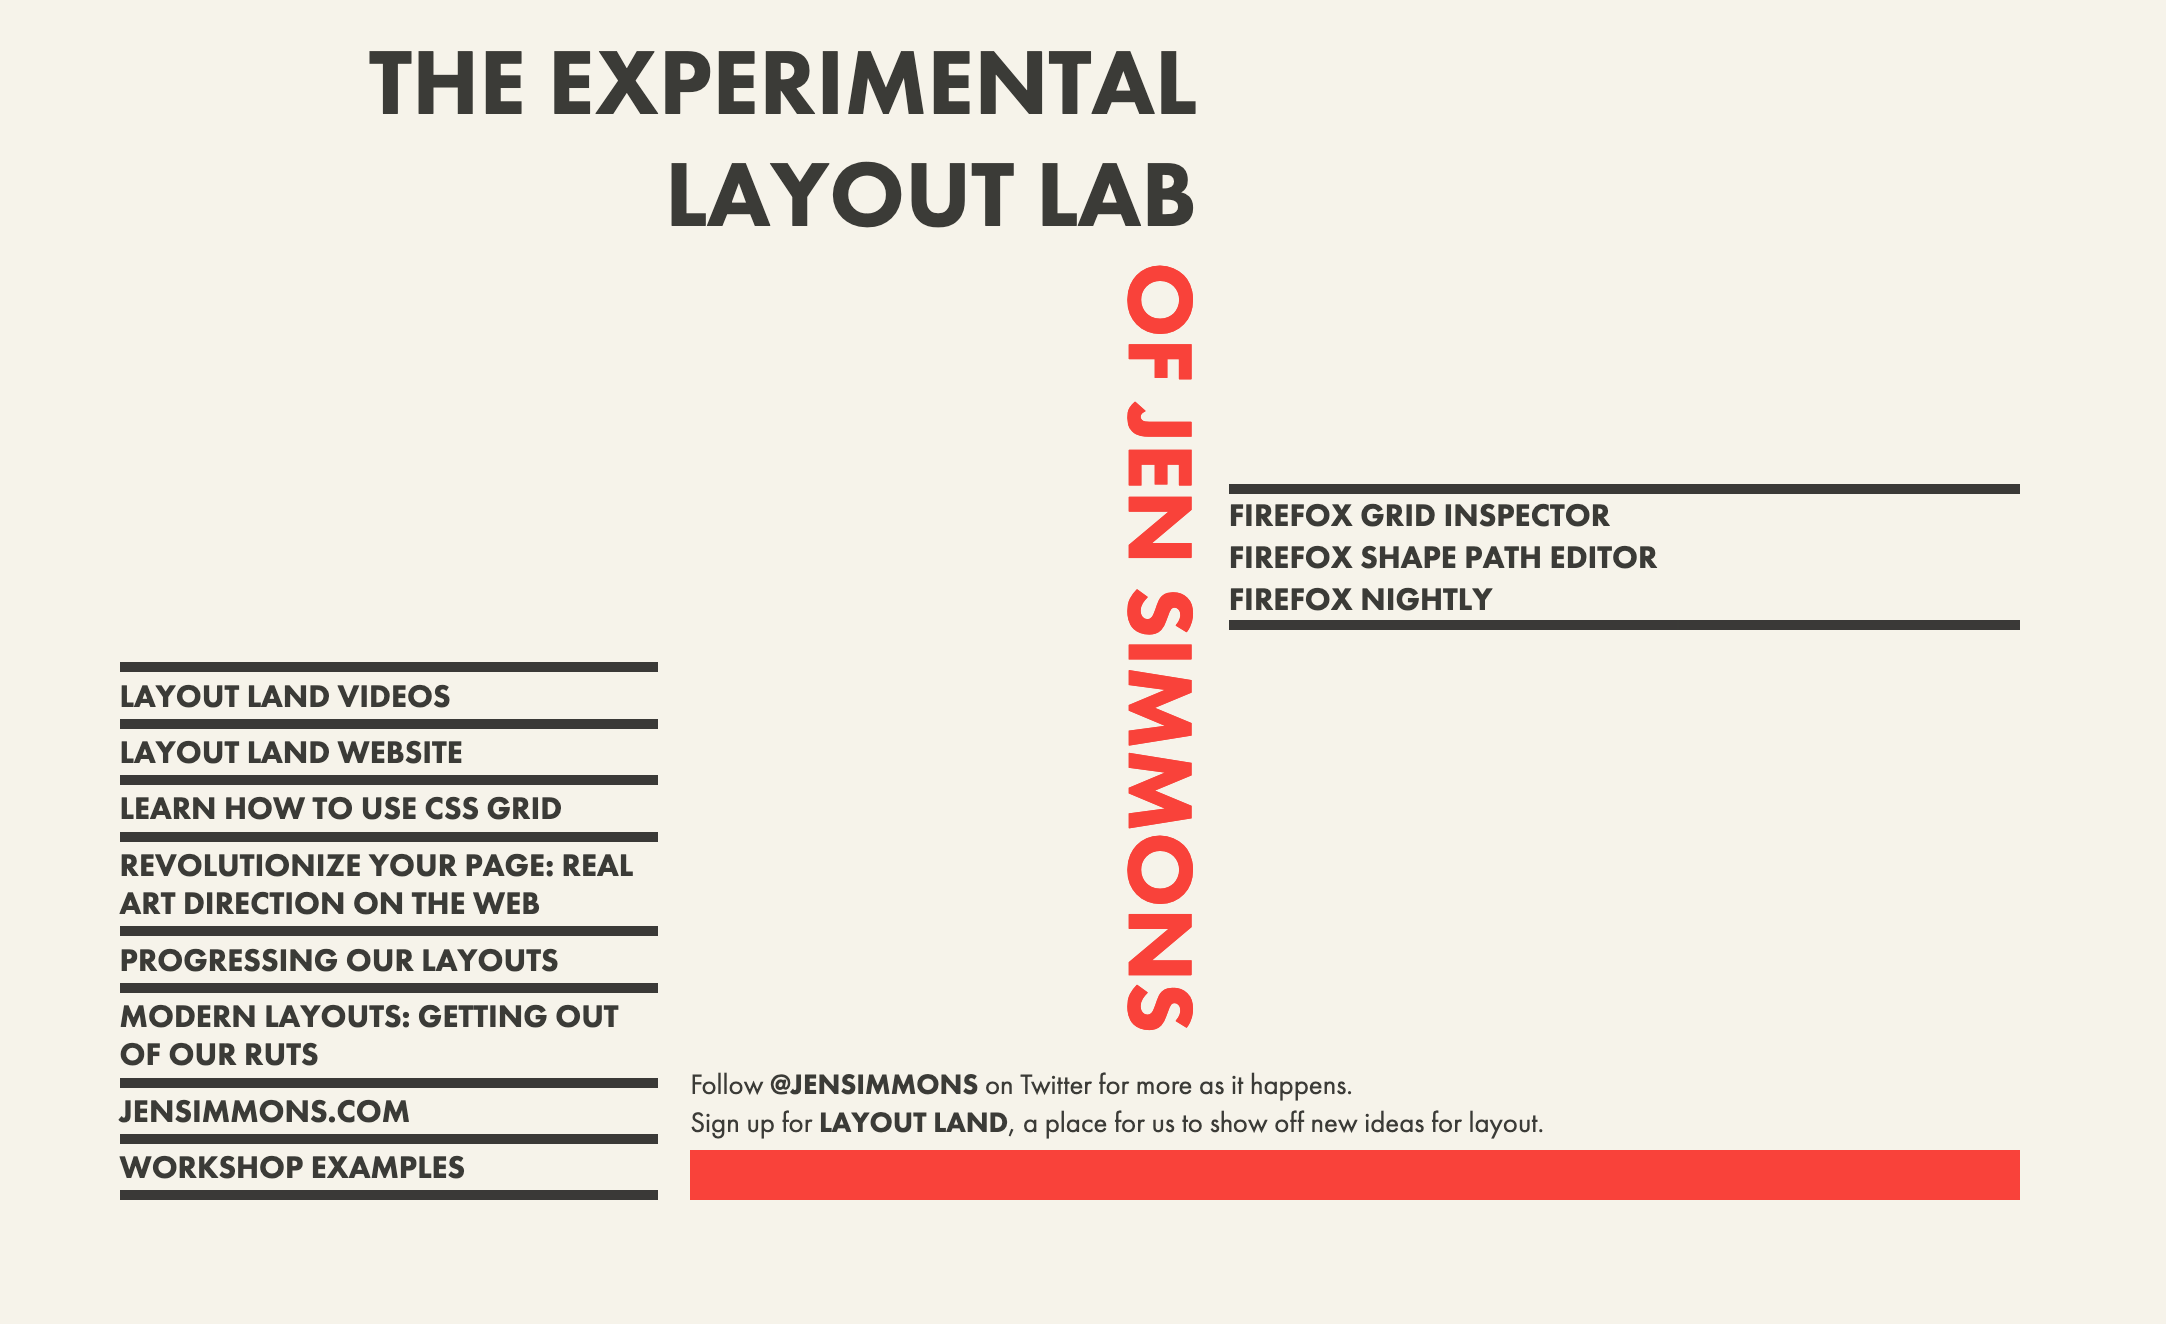 THE EXPERIMENTAL
LAYOUT LAB
OF JEN SIMMONS
FIREFOX GRID INSPECTOR
FIREFOX SHAPE PATH EDITOR
FIREFOX NIGHTLY
LAYOUT LAND VIDEOS
LAYOUT LAND WEBSITE
LEARN HOW TO USE CSS GRID
REVOLUTIONIZE YOUR PAGE: REAL
ART DIRECTION ON THE WEB
PROGRESSING OUR LAYOUTS
MODERN LAYOUTS: GETTING OUT
OF OUR RUTS
JENSIMMONS.COM
WORKSHOP EXAMPLES
Follow @JENSIMMONS on Twitter for more as it happens.
Sign up for LAYOUT LAND, a place for us to show off new ideas for layout.